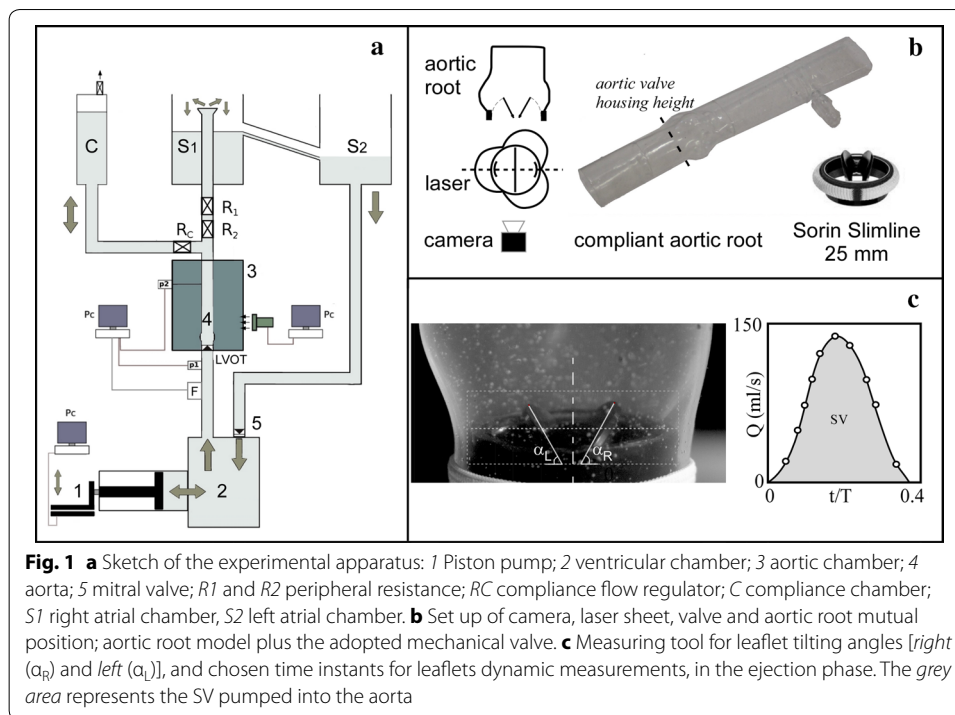 a
C
S1
S2
R1
R2
RC
p2
3
Pc
Pc
4
LVOT
p1
F
5
Pc
1
2
b
aortic
root
aortic valve
housing height
laser
camera
compliant aortic root
Sorin Slimline
25 mm
c
αL
αR
150
Q (ml/s)
SV
0
0
t/T
0.4
Fig. 1 a Sketch of the experimental apparatus: 1 Piston pump; 2 ventricular chamber; 3 aortic chamber; 4
aorta; 5 mitral valve; R1 and R2 peripheral resistance; RC compliance flow regulator; C compliance chamber;
S1 right atrial chamber, S2 left atrial chamber. b Set up of camera, laser sheet, valve and aortic root mutual
position; aortic root model plus the adopted mechanical valve. c Measuring tool for leaflet tilting angles [right
(αR) and left (αL)], and chosen time instants for leaflets dynamic measurements, in the ejection phase. The grey
area represents the SV pumped into the aorta